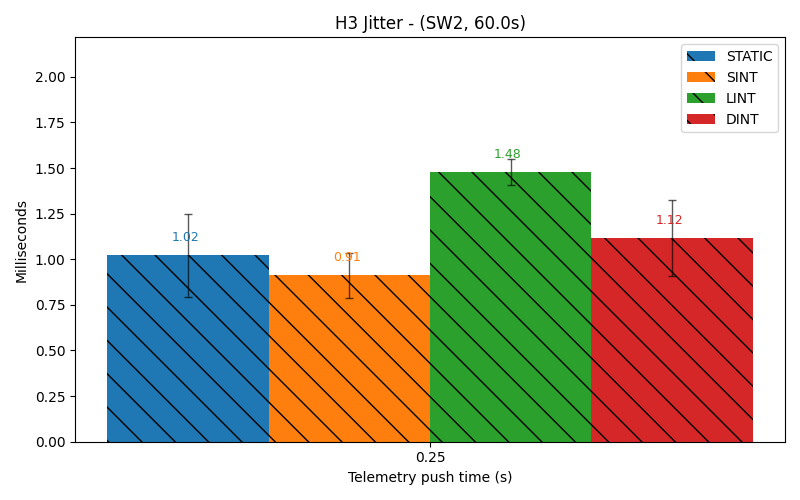 H3 Jitter - (SW2, 60.0s)
STATIC
SINT
LINT
DINT
2.00
1.75
1.50
1.25
1.00
0.75
0.50
0.25
0.00
Milliseconds
1.02
0.91
1.48
1.12
0.25
Telemetry push time (s)